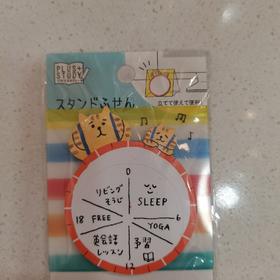 PLUS+
STUDY
スタンドふせん
立てて使えて便利
0
リビング
そうじ
SLEEP
18
FREE
6
YOGA
英会話
レッスン
予習
12